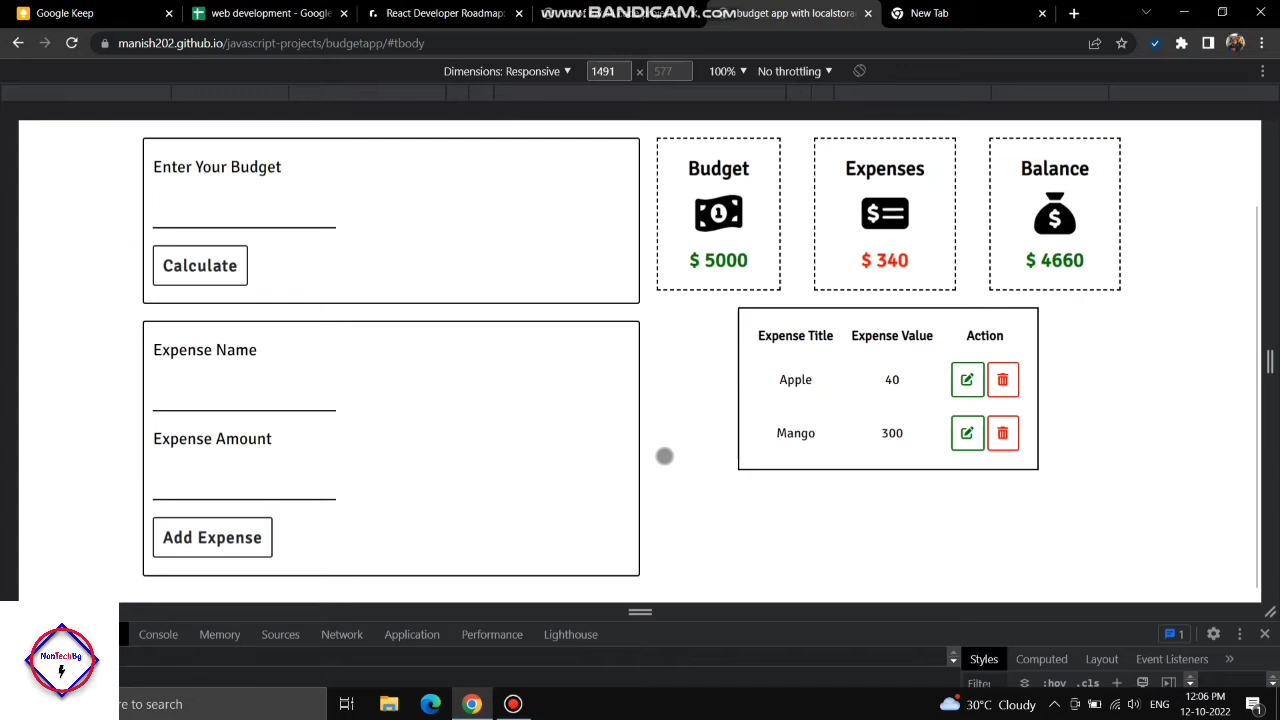 Google Keep
web development - Google
React Developer Roadmap:
budget app with localstora
New Tab
WWW.BANDICAM.COM
manish202.github.io/javascript-projects/budgetapp/#tbody
Dimensions: Responsive
1491 × 577
100%
No throttling
Enter Your Budget
Calculate
Budget
$ 5000
Expenses
$ 340
Balance
$ 4660
Expense Name
Expense Amount
Add Expense
Expense Title Expense Value Action
Apple 40
Mango 300
NonTechBg
Console Memory Sources Network Application Performance Lighthouse
1
Styles Computed Layout Event Listeners
Filter :hov .cls
re to search
30°C Cloudy
ENG
12:06 PM
12-10-2022
1